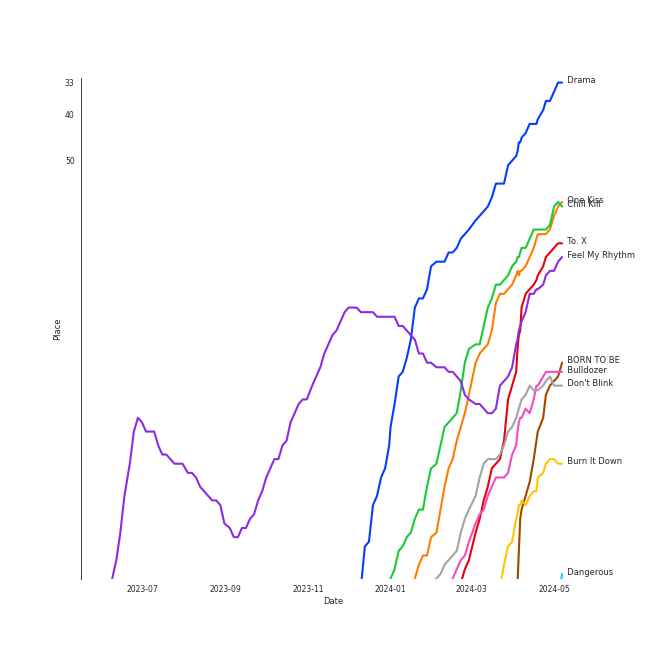 33
40
50
Place
Drama
One Kiss
Chill Kill
To. X
Feel My Rhythm
BORN TO BE
Bulldozer
Don't Blink
Burn It Down
Dangerous
2023-07
2023-09
2023-11
2024-01
2024-03
2024-05
Date